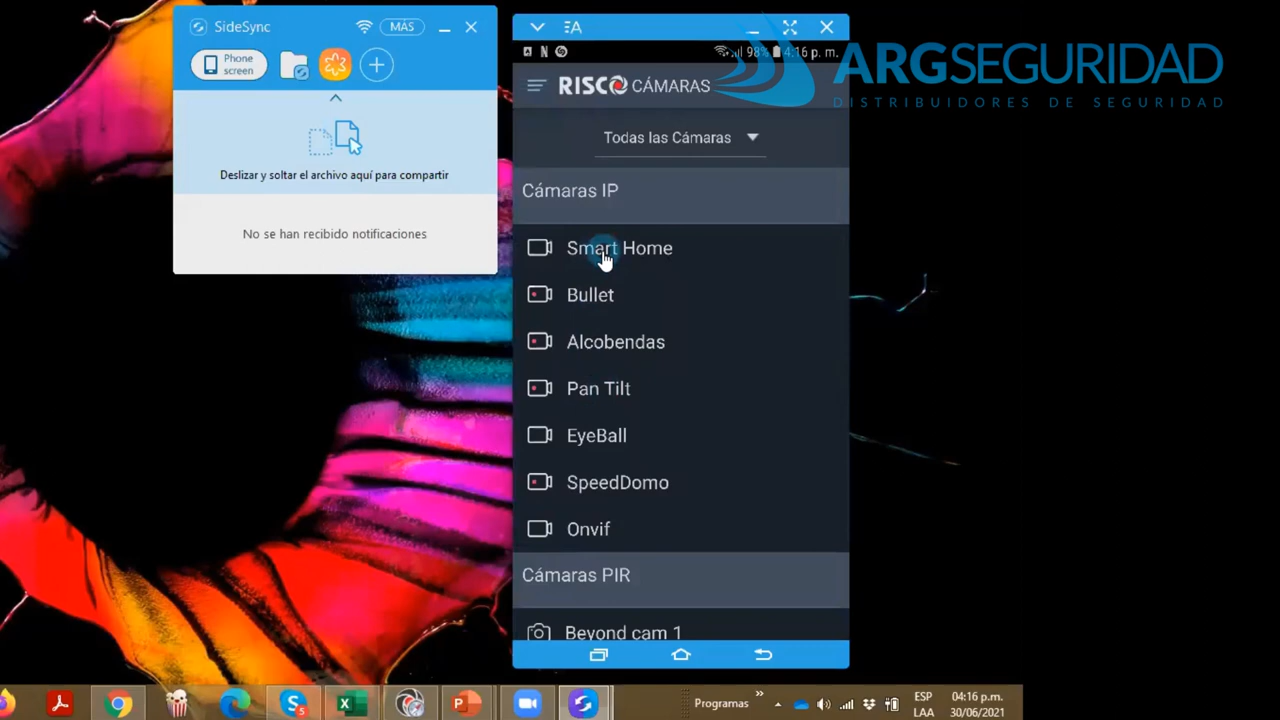 SideSync
MÁS
Phone
screen
Deslizar y soltar el archivo aquí para compartir
No se han recibido notificaciones
A
N
98%
4:16 p. m.
RISCO CÁMARAS
ARGSEGURIDAD
DISTRIBUIDORES DE SEGURIDAD
Todas las Cámaras
Cámaras IP
Smart Home
Bullet
Alcobendas
Pan Tilt
EyeBall
SpeedDomo
Onvif
Cámaras PIR
Beyond cam 1
5
Programas
»
ESP
LAA
04:16 p.m.
30/06/2021